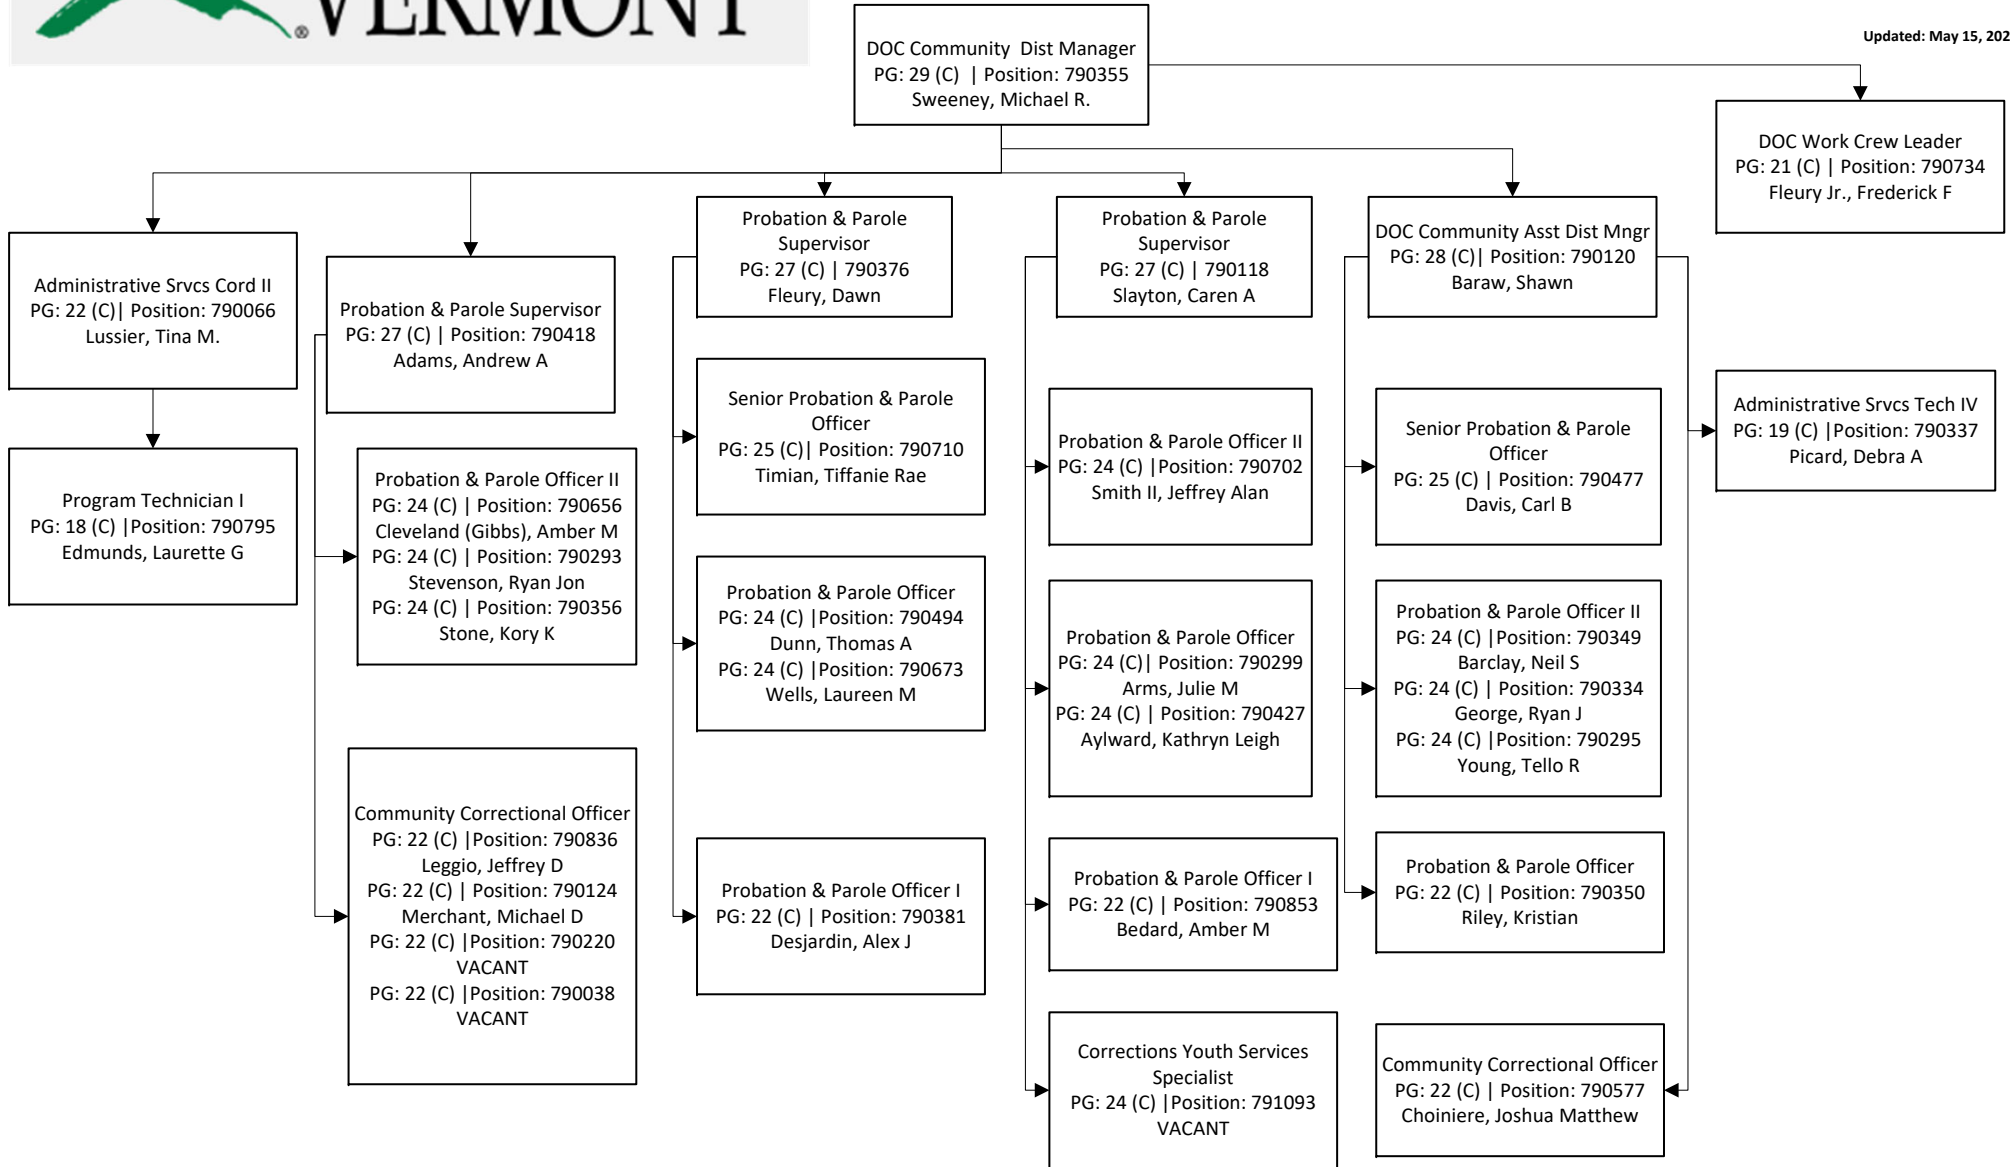 VERMONT
®
Updated: May 15, 202
DOC Community  Dist Manager
PG: 29 (C)  | Position: 790355
Sweeney, Michael R.
DOC Work Crew Leader
PG: 21 (C) | Position: 790734
Fleury Jr., Frederick F
Administrative Srvcs Cord II
PG: 22 (C)| Position: 790066
Lussier, Tina M.
Program Technician I
PG: 18 (C) |Position: 790795
Edmunds, Laurette G
Probation & Parole Supervisor
PG: 27 (C) | Position: 790418
Adams, Andrew A
Probation & Parole Officer II
PG: 24 (C) | Position: 790656
Cleveland (Gibbs), Amber M
PG: 24 (C) | Position: 790293
Stevenson, Ryan Jon
PG: 24 (C) | Position: 790356
Stone, Kory K
Community Correctional Officer
PG: 22 (C) |Position: 790836
Leggio, Jeffrey D
PG: 22 (C) | Position: 790124
Merchant, Michael D
PG: 22 (C) |Position: 790220
VACANT
PG: 22 (C) |Position: 790038
VACANT
Probation & Parole
Supervisor
PG: 27 (C) | 790376
Fleury, Dawn
Senior Probation & Parole
Officer
PG: 25 (C)| Position: 790710
Timian, Tiffanie Rae
Probation & Parole Officer
PG: 24 (C) |Position: 790494
Dunn, Thomas A
PG: 24 (C) |Position: 790673
Wells, Laureen M
Probation & Parole Officer I
PG: 22 (C) | Position: 790381
Desjardin, Alex J
Probation & Parole
Supervisor
PG: 27 (C) | 790118
Slayton, Caren A
Probation & Parole Officer II
PG: 24 (C) |Position: 790702
Smith II, Jeffrey Alan
Probation & Parole Officer
PG: 24 (C)| Position: 790299
Arms, Julie M
PG: 24 (C) | Position: 790427
Aylward, Kathryn Leigh
Probation & Parole Officer I
PG: 22 (C) | Position: 790853
Bedard, Amber M
Corrections Youth Services
Specialist
PG: 24 (C) |Position: 791093
VACANT
DOC Community Asst Dist Mngr
PG: 28 (C)| Position: 790120
Baraw, Shawn
Senior Probation & Parole
Officer
PG: 25 (C) | Position: 790477
Davis, Carl B
Probation & Parole Officer II
PG: 24 (C) |Position: 790349
Barclay, Neil S
PG: 24 (C) | Position: 790334
George, Ryan J
PG: 24 (C) |Position: 790295
Young, Tello R
Probation & Parole Officer
PG: 22 (C) | Position: 790350
Riley, Kristian
Community Correctional Officer
PG: 22 (C) | Position: 790577
Choiniere, Joshua Matthew
Administrative Srvcs Tech IV
PG: 19 (C) |Position: 790337
Picard, Debra A